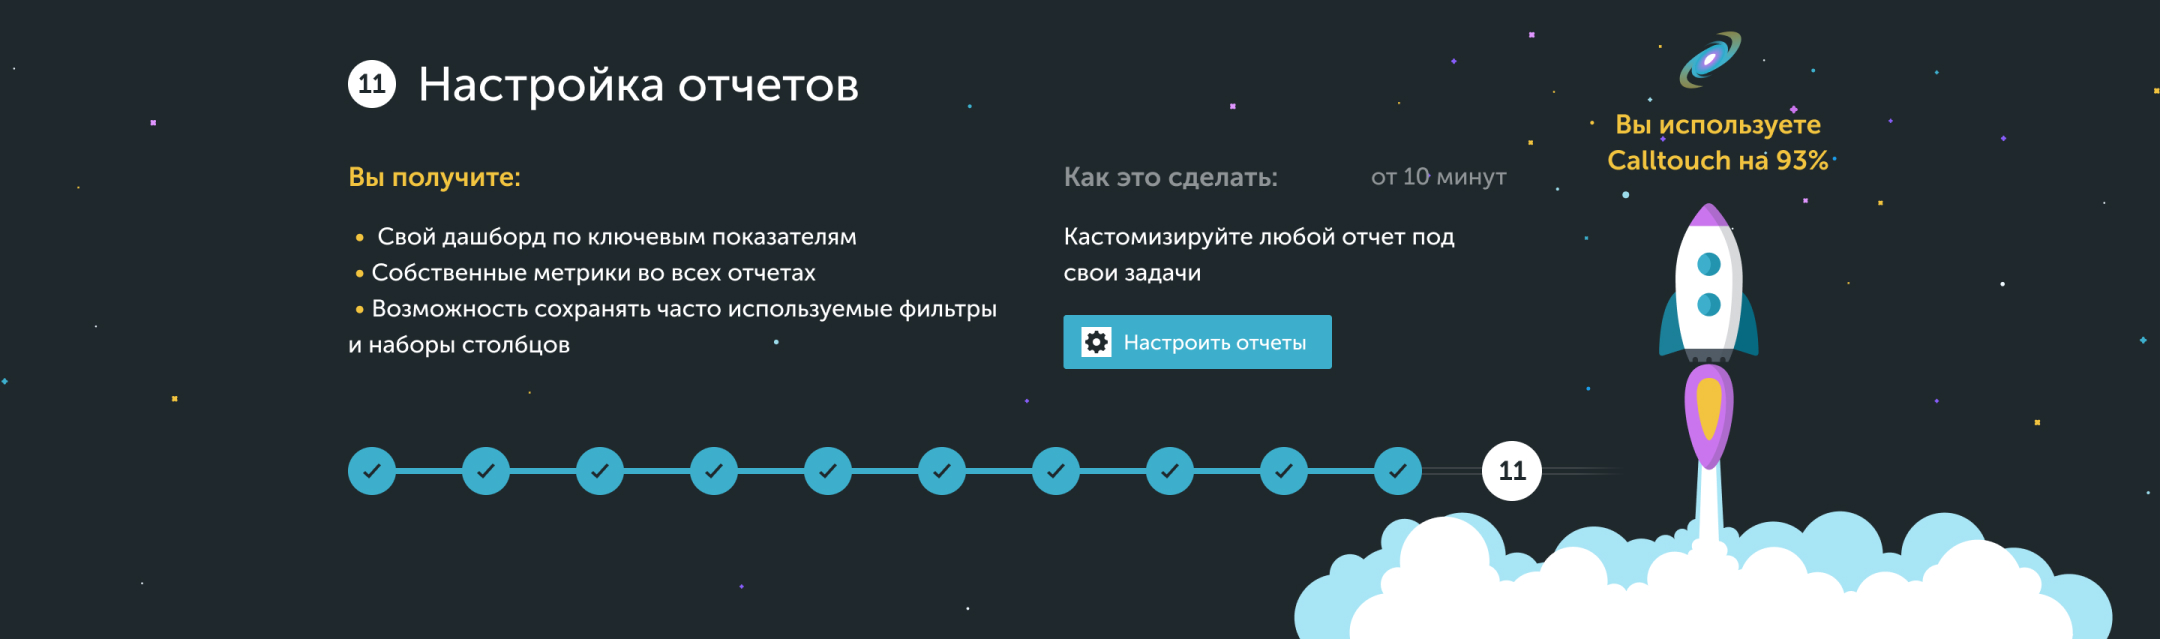 11 Настройка отчетов
Вы получите:
• Свой дашборд по ключевым показателям
• Собственные метрики во всех отчетах
• Возможность сохранять часто используемые фильтры
и наборы столбцов
Как это сделать: от 10 минут
Кастомизируйте любой отчет под
свои задачи
Настроить отчеты
Вы используете
Calltouch на 93%
11